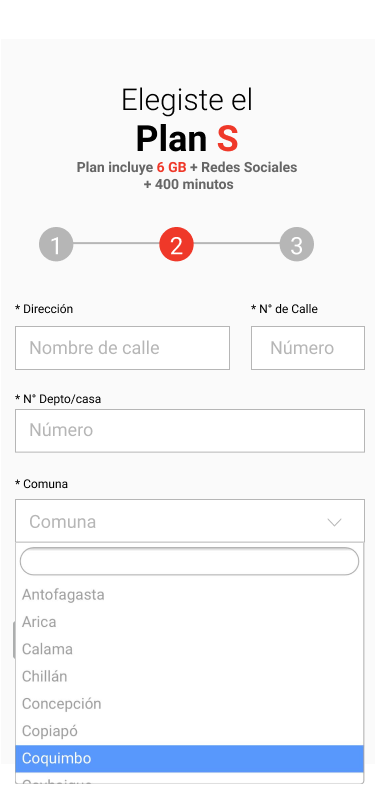 Elegiste el
Plan S
Plan incluye 6 GB + Redes Sociales
+ 400 minutos
1 2 3
* Dirección * N° de Calle
Nombre de calle Número
* N° Depto/casa
Número
* Comuna
Comuna
Antofagasta
Arica
Calama
Chillán
Concepción
Copiapó
Coquimbo